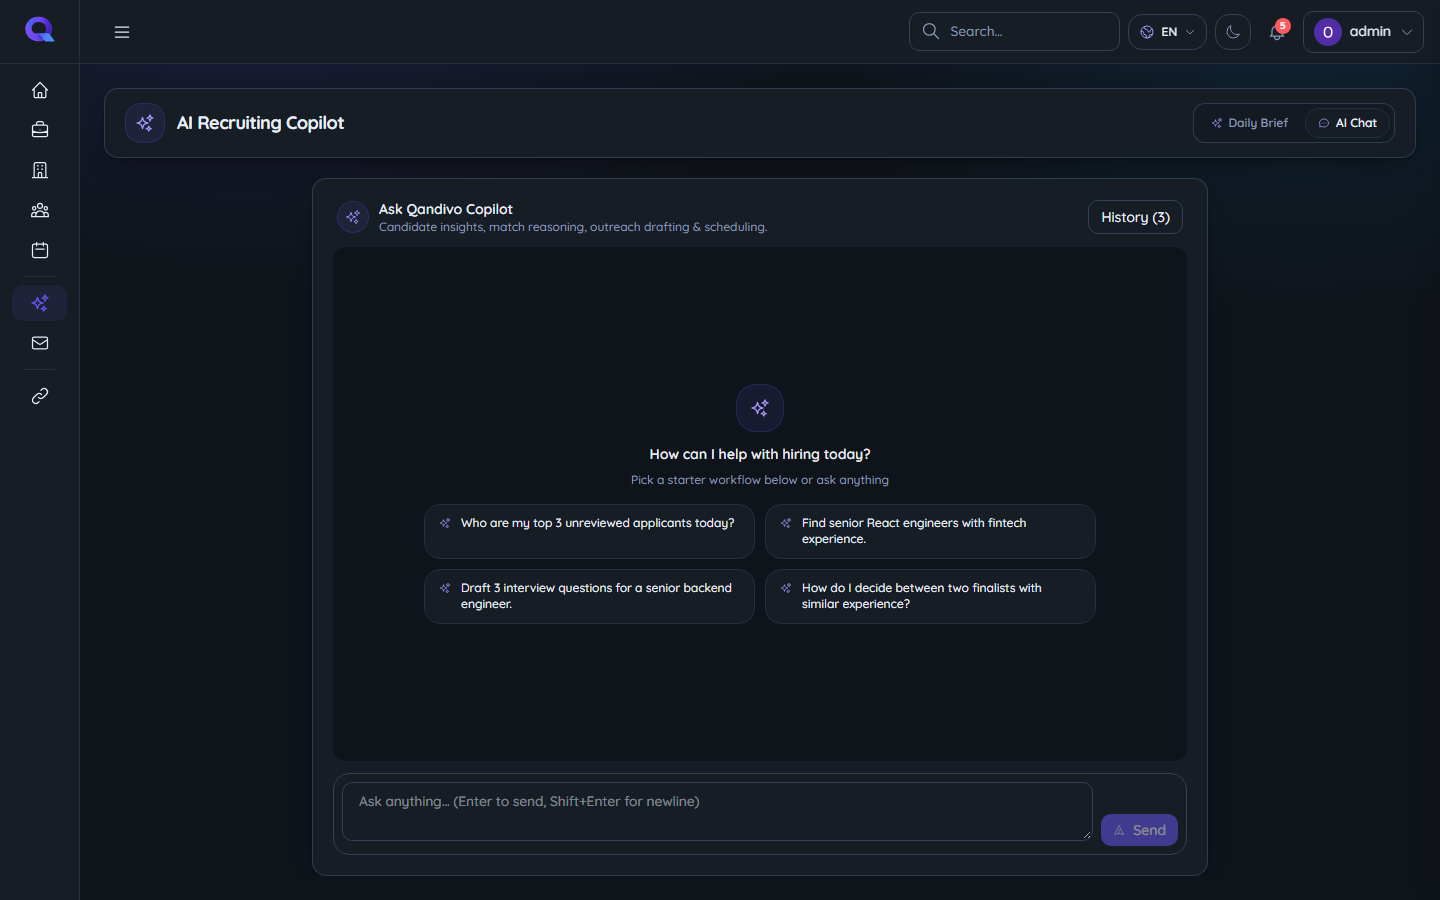 Search...
EN
5
O
admin
AI Recruiting Copilot
Daily Brief
AI Chat
Ask Qandivo Copilot
Candidate insights, match reasoning, outreach drafting & scheduling.
History (3)
How can I help with hiring today?
Pick a starter workflow below or ask anything
Who are my top 3 unreviewed applicants today?
Find senior React engineers with fintech
experience.
Draft 3 interview questions for a senior backend
engineer.
How do I decide between two finalists with
similar experience?
Ask anything... (Enter to send, Shift+Enter for newline)
Send